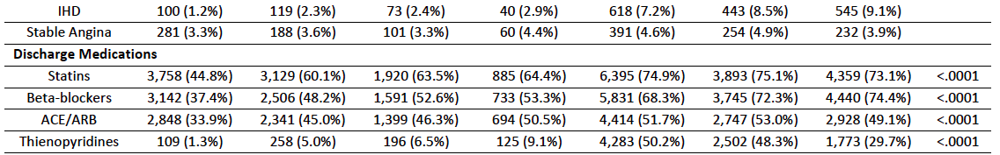 IHD 100 (1.2%) 119 (2.3%) 73 (2.4%) 40 (2.9%) 618 (7.2%) 443 (8.5%) 545 (9.1%)
Stable Angina 281 (3.3%) 188 (3.6%) 101 (3.3%) 60 (4.4%) 391 (4.6%) 254 (4.9%) 232 (3.9%)
Discharge Medications
Statins 3,758 (44.8%) 3,129 (60.1%) 1,920 (63.5%) 885 (64.4%) 6,395 (74.9%) 3,893 (75.1%) 4,359 (73.1%) <.0001
Beta-blockers 3,142 (37.4%) 2,506 (48.2%) 1,591 (52.6%) 733 (53.3%) 5,831 (68.3%) 3,745 (72.3%) 4,440 (74.4%) <.0001
ACE/ARB 2,848 (33.9%) 2,341 (45.0%) 1,399 (46.3%) 694 (50.5%) 4,414 (51.7%) 2,747 (53.0%) 2,928 (49.1%) <.0001
Thienopyridines 109 (1.3%) 258 (5.0%) 196 (6.5%) 125 (9.1%) 4,283 (50.2%) 2,502 (48.3%) 1,773 (29.7%) <.0001